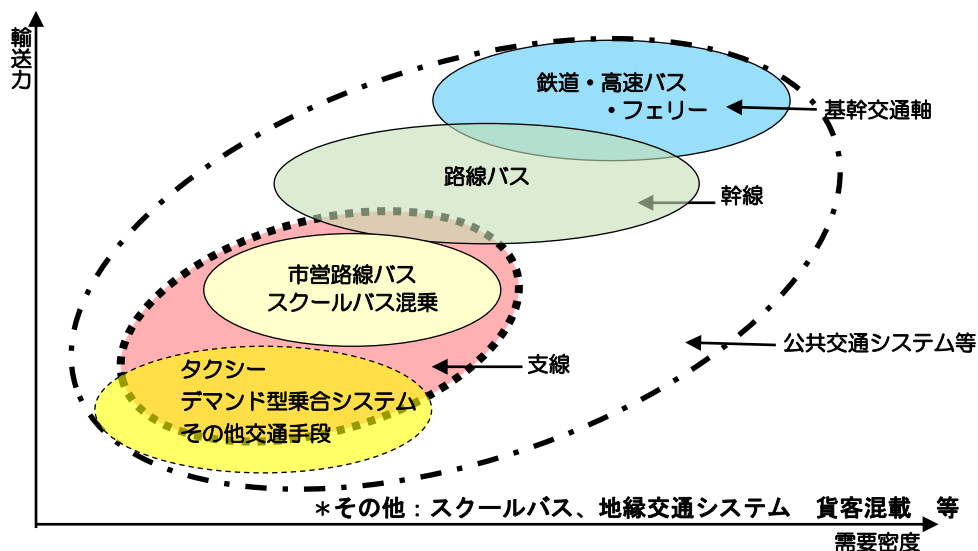 輸送力
鉄道・高速バス
・フェリー
基幹交通軸
路線バス
幹線
市営路線バス
スクールバス混乗
公共交通システム等
支線
タクシー
デマンド型乗合システム
その他交通手段
＊その他：スクールバス、地縁交通システム　貨客混載　等
需要密度